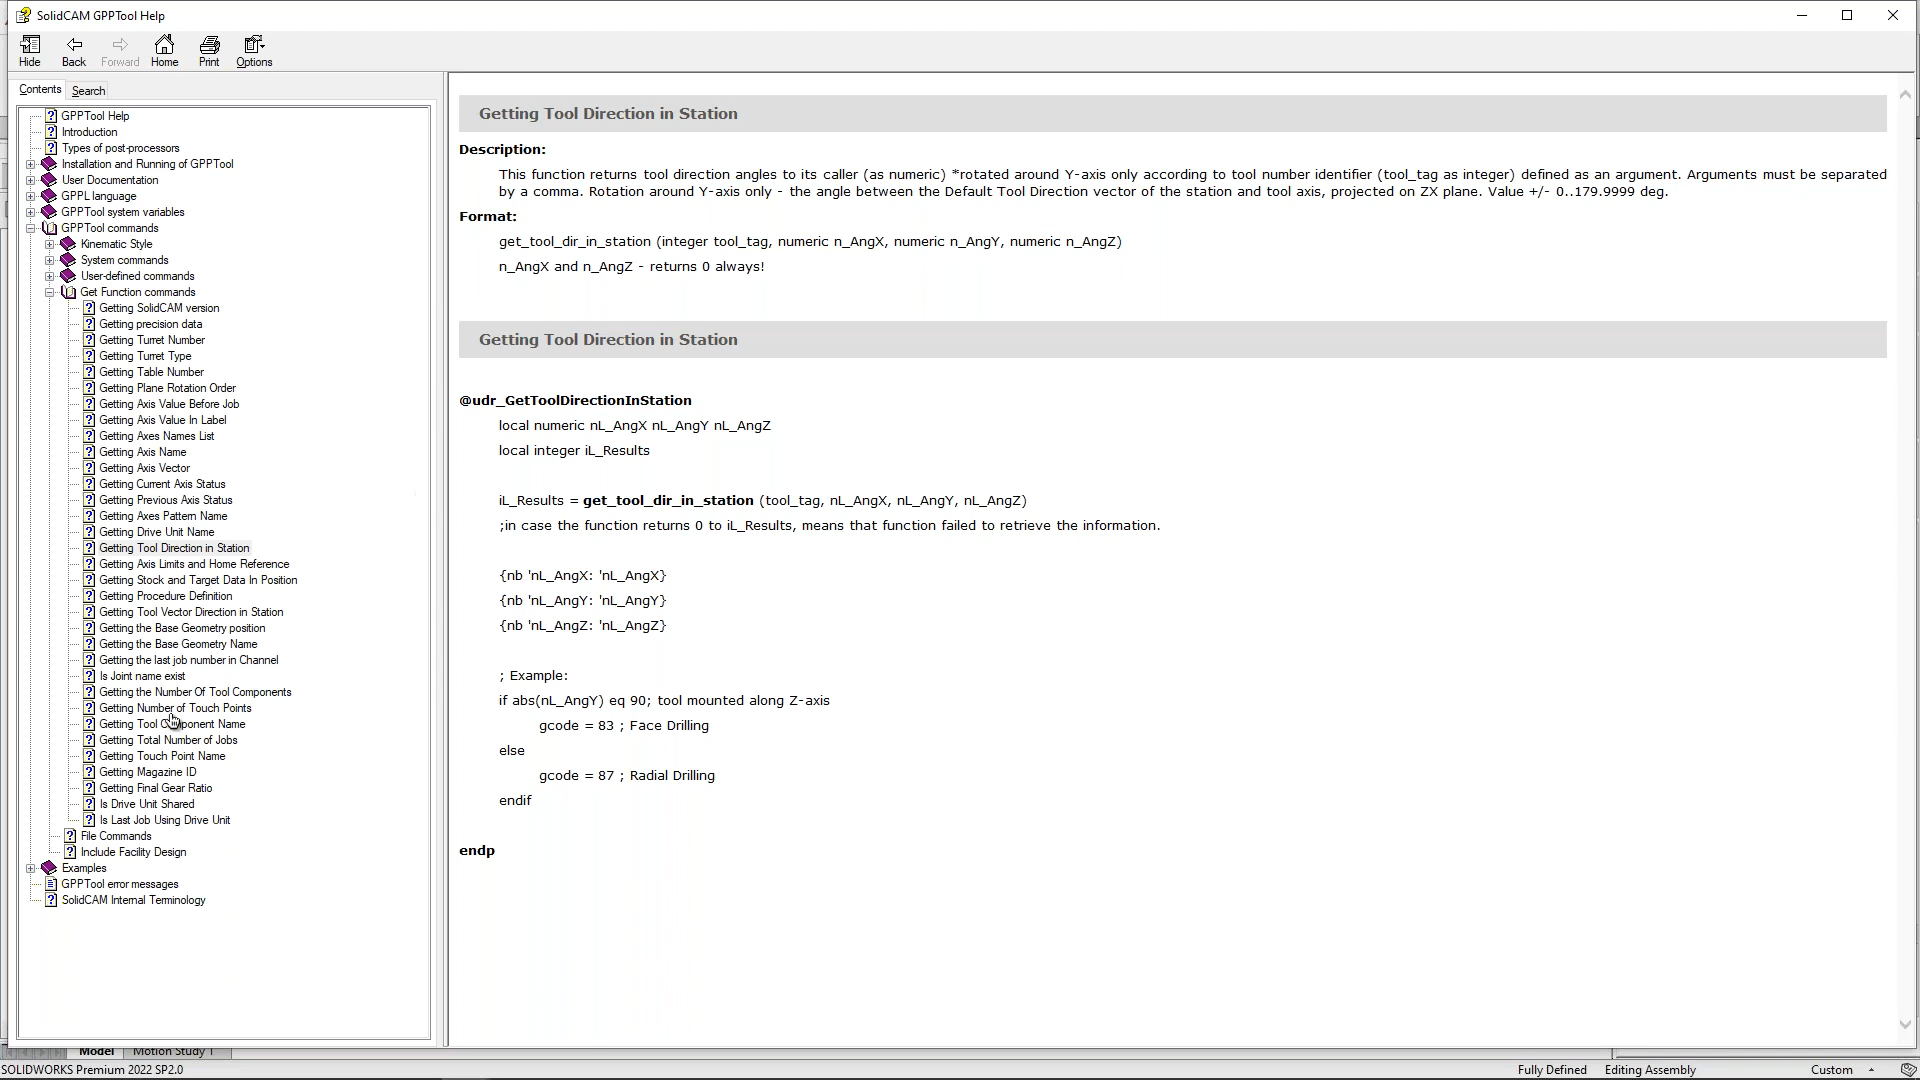 SolidCAM GPPTool Help
Hide Back Forward Home Print Options
Contents Search
GPPTool Help
Introduction
Types of post-processors
Installation and Running of GPPTool
User Documentation
GPPL language
GPPTool system variables
GPPTool commands
Kinematic Style
System commands
User-defined commands
Get Function commands
Getting SolidCAM version
Getting precision data
Getting Turret Number
Getting Turret Type
Getting Table Number
Getting Plane Rotation Order
Getting Axis Value Before Job
Getting Axis Value In Label
Getting Axes Names List
Getting Axis Name
Getting Axis Vector
Getting Current Axis Status
Getting Previous Axis Status
Getting Axes Pattern Name
Getting Drive Unit Name
Getting Tool Direction in Station
Getting Axis Limits and Home Reference
Getting Stock and Target Data In Position
Getting Procedure Definition
Getting Tool Vector Direction in Station
Getting the Base Geometry position
Getting the Base Geometry Name
Getting the last job number in Channel
Is Joint name exist
Getting the Number Of Tool Components
Getting Number of Touch Points
Getting Tool Component Name
Getting Total Number of Jobs
Getting Touch Point Name
Getting Magazine ID
Getting Final Gear Ratio
Is Drive Unit Shared
Is Last Job Using Drive Unit
File Commands
Include Facility Design
Examples
GPPTool error messages
SolidCAM Internal Terminology
Getting Tool Direction in Station
Description:
This function returns tool direction angles to its caller (as numeric) *rotated around Y-axis only according to tool number identifier (tool_tag as integer) defined as an argument. Arguments must be separated
by a comma. Rotation around Y-axis only - the angle between the Default Tool Direction vector of the station and tool axis, projected on ZX plane. Value +/- 0..179.9999 deg.
Format:
get_tool_dir_in_station (integer tool_tag, numeric n_AngX, numeric n_AngY, numeric n_AngZ)
n_AngX and n_AngZ - returns 0 always!
Getting Tool Direction in Station
@udr_GetToolDirectionInStation
local numeric nL_AngX nL_AngY nL_AngZ
local integer iL_Results
iL_Results = get_tool_dir_in_station (tool_tag, nL_AngX, nL_AngY, nL_AngZ)
;in case the function returns 0 to iL_Results, means that function failed to retrieve the information.
{nb 'nL_AngX: 'nL_AngX}
{nb 'nL_AngY: 'nL_AngY}
{nb 'nL_AngZ: 'nL_AngZ}
; Example:
if abs(nL_AngY) eq 90; tool mounted along Z-axis
gcode = 83 ; Face Drilling
else
gcode = 87 ; Radial Drilling
endif
endp
Model Motion Study 1
SOLIDWORKS Premium 2022 SP2.0 Fully Defined Editing Assembly Custom